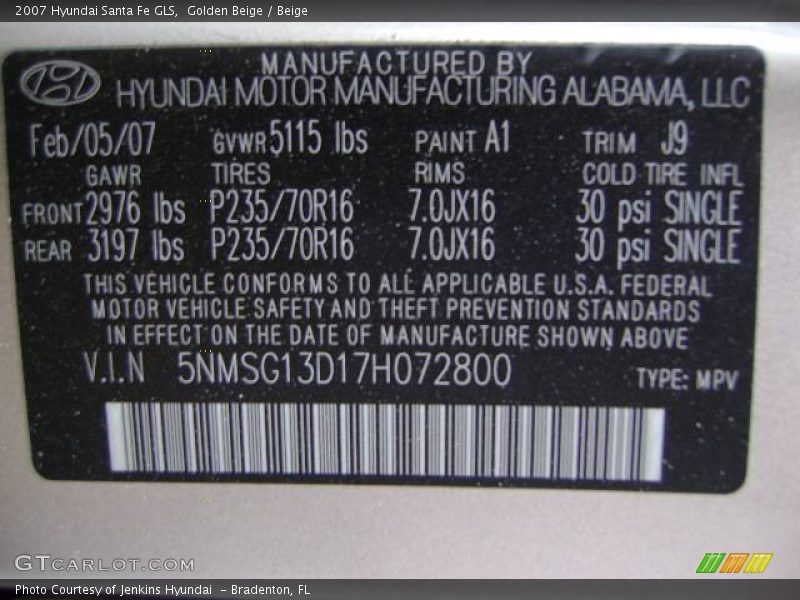 2007 Hyundai Santa Fe GLS,  Golden Beige / Beige
MANUFACTURED BY
HYUNDAI MOTOR MANUFACTURING ALABAMA, LLC
Feb/05/07 GVWR 5115 lbs PAINT A1 TRIM J9
GAWR TIRES RIMS COLD TIRE INFL
FRONT 2976 lbs P235/70R16 7.0JX16 30 psi SINGLE
REAR 3197 lbs P235/70R16 7.0JX16 30 psi SINGLE
THIS VEHICLE CONFORMS TO ALL APPLICABLE U.S.A. FEDERAL
MOTOR VEHICLE SAFETY AND THEFT PREVENTION STANDARDS
IN EFFECT ON THE DATE OF MANUFACTURE SHOWN ABOVE
V.I.N 5NMSG13D17H072800 TYPE: MPV
GTCARLOT.COM
Photo Courtesy of Jenkins Hyundai  - Bradenton, FL